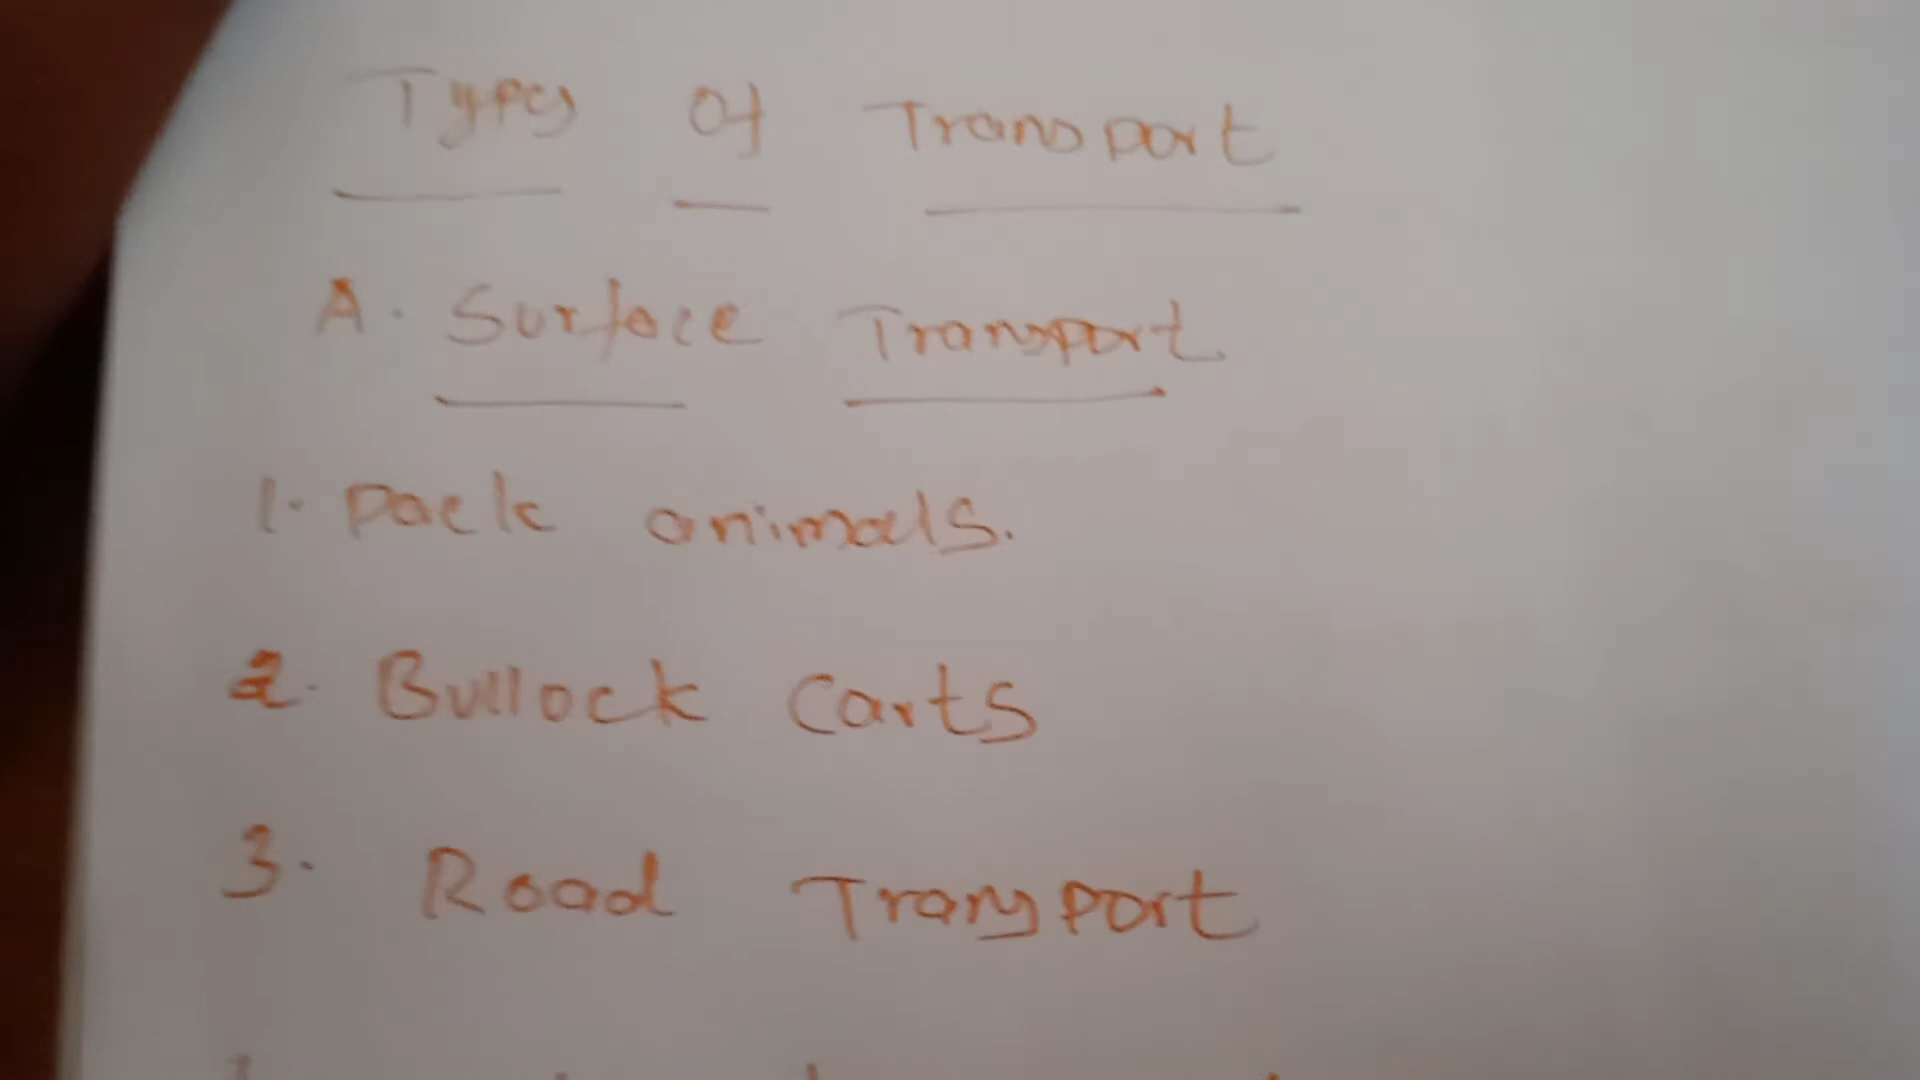 Types Of Transport
A. Surface Transport
1. Pack animals.
2. Bullock Carts
3. Road Transport